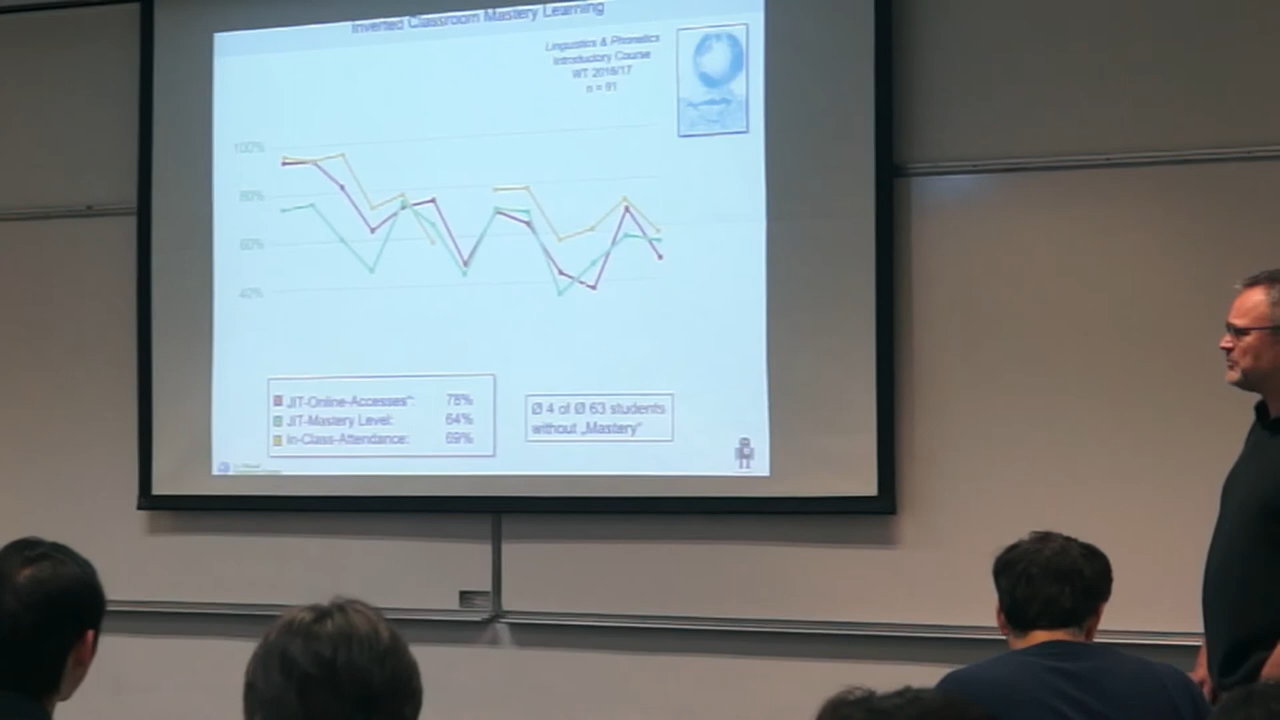 Inverted Classroom Mastery Learning
Linguistics & Phonetics
Introductory Course
WT 2016/17
n = 91
100%
80%
60%
40%
JIT-Online-Accesses*: 78%
JIT-Mastery Level: 64%
In-Class-Attendance: 69%
Ø 4 of Ø 63 students
without „Mastery"